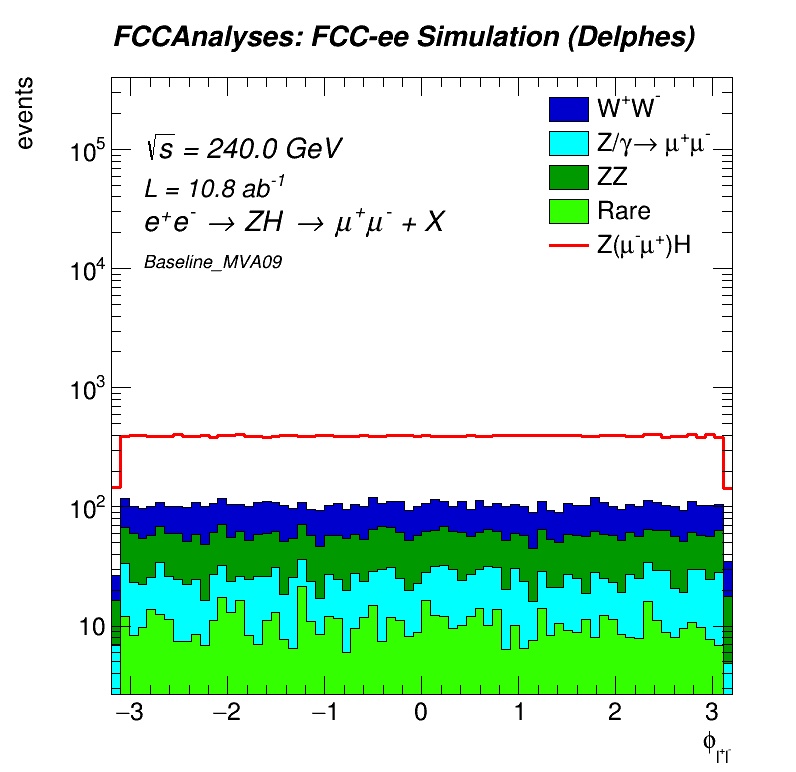 FCCAnalyses: FCC-ee Simulation (Delphes)
events
√s = 240.0 GeV
L = 10.8 ab⁻¹
e⁺e⁻ → ZH → μ⁺μ⁻ + X
Baseline_MVA09
W⁺W⁻
Z/γ→ μ⁺μ⁻
ZZ
Rare
Z(μ⁻μ⁺)H
10⁵
10⁴
10³
10²
10
−3 −2 −1 0 1 2 3
ϕ_{l⁺l⁻}